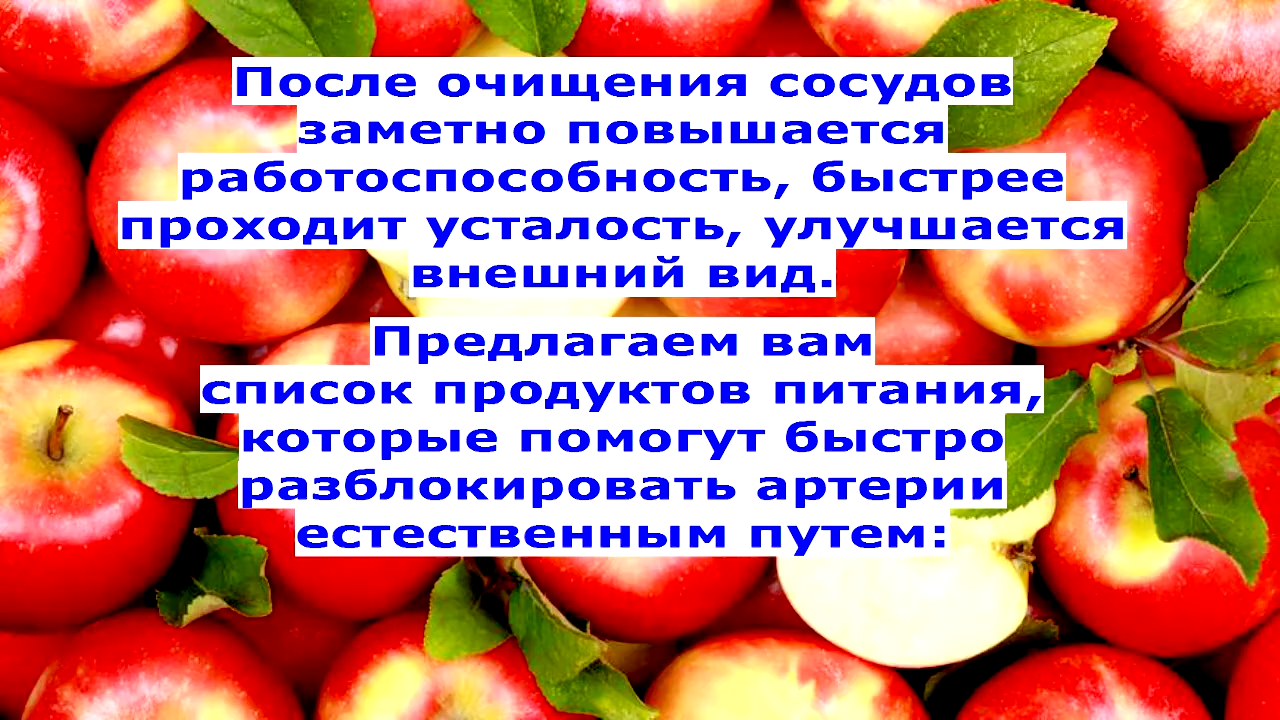 После очищения сосудов
заметно повышается
работоспособность, быстрее
проходит усталость, улучшается
внешний вид.
Предлагаем вам
список продуктов питания,
которые помогут быстро
разблокировать артерии
естественным путем: